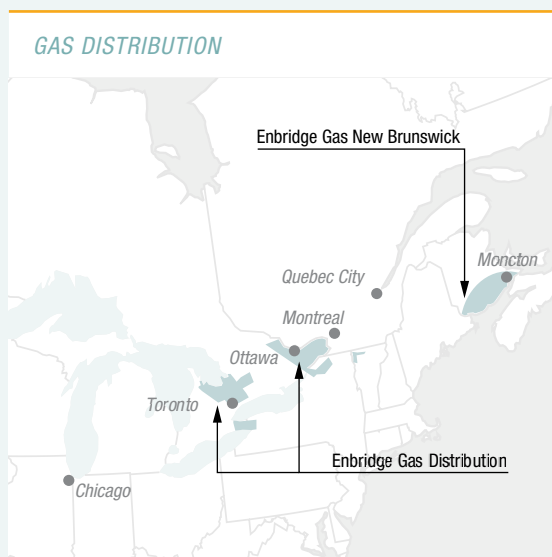 GAS DISTRIBUTION
Enbridge Gas New Brunswick
Moncton
Quebec City
Montreal
Ottawa
Toronto
Enbridge Gas Distribution
Chicago